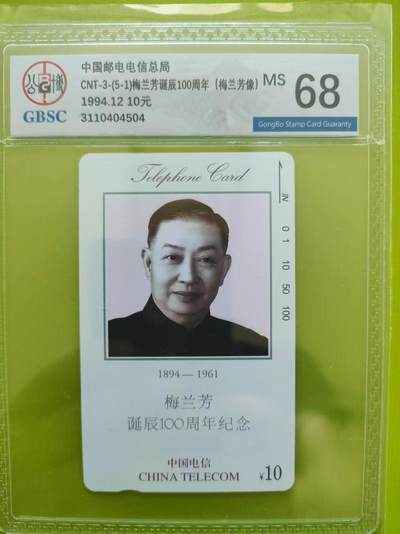 中国邮电电信总局
CNT-3-(5-1)梅兰芳诞辰100周年（梅兰芳像）
1994.12 10元
3110404504
MS 68
GBSC
GongBo Stamp Card Guaranty
Telephone Card
IN 0 1 10 50 100
1894—1961
梅兰芳
诞辰100周年纪念
中国电信
CHINA TELECOM
¥10